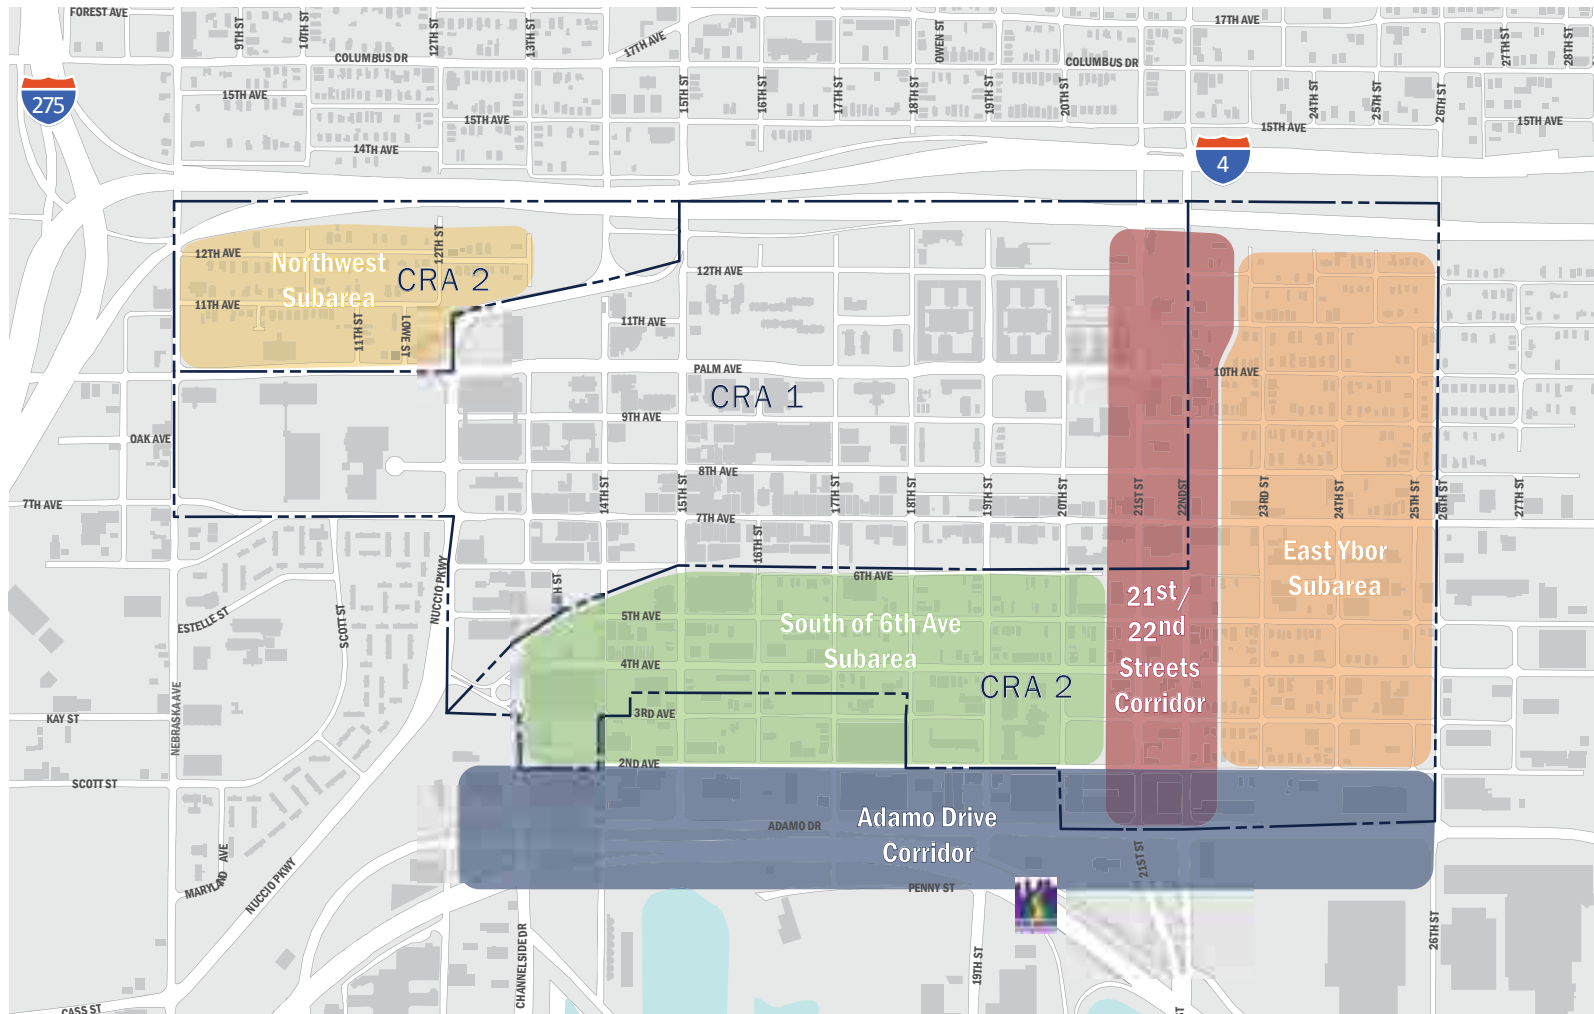 FOREST AVE
9TH ST
10TH ST
12TH ST
13TH ST
17TH AVE
OWEN ST
17TH AVE
27TH ST
28TH ST
COLUMBUS DR
COLUMBUS DR
275
15TH AVE
15TH AVE
14TH AVE
15TH ST
16TH ST
17TH ST
18TH ST
19TH ST
20TH ST
24TH ST
25TH ST
26TH ST
15TH AVE
15TH AVE
4
12TH AVE
12TH ST
Northwest
Subarea
CRA 2
11TH AVE
11TH ST
LOWE ST
12TH AVE
11TH AVE
PALM AVE
CRA 1
10TH AVE
9TH AVE
OAK AVE
8TH AVE
7TH AVE
14TH ST
15TH ST
17TH ST
18TH ST
19TH ST
20TH ST
21ST ST
22ND ST
23RD ST
24TH ST
25TH ST
26TH ST
27TH ST
7TH AVE
16TH ST
6TH AVE
East Ybor
Subarea
NUCCIO PKWY
H ST
ESTELLE ST
SCOTT ST
5TH AVE
South of 6th Ave
Subarea
21st/
22nd
Streets
Corridor
4TH AVE
CRA 2
3RD AVE
KAY ST
NEBRASKA AVE
2ND AVE
SCOTT ST
ADAMO DR
Adamo Drive
Corridor
21ST ST
MARYLAND AVE
NUCCIO PKWY
PENNY ST
CHANNELSIDE DR
19TH ST
26TH ST
CASS ST
ST